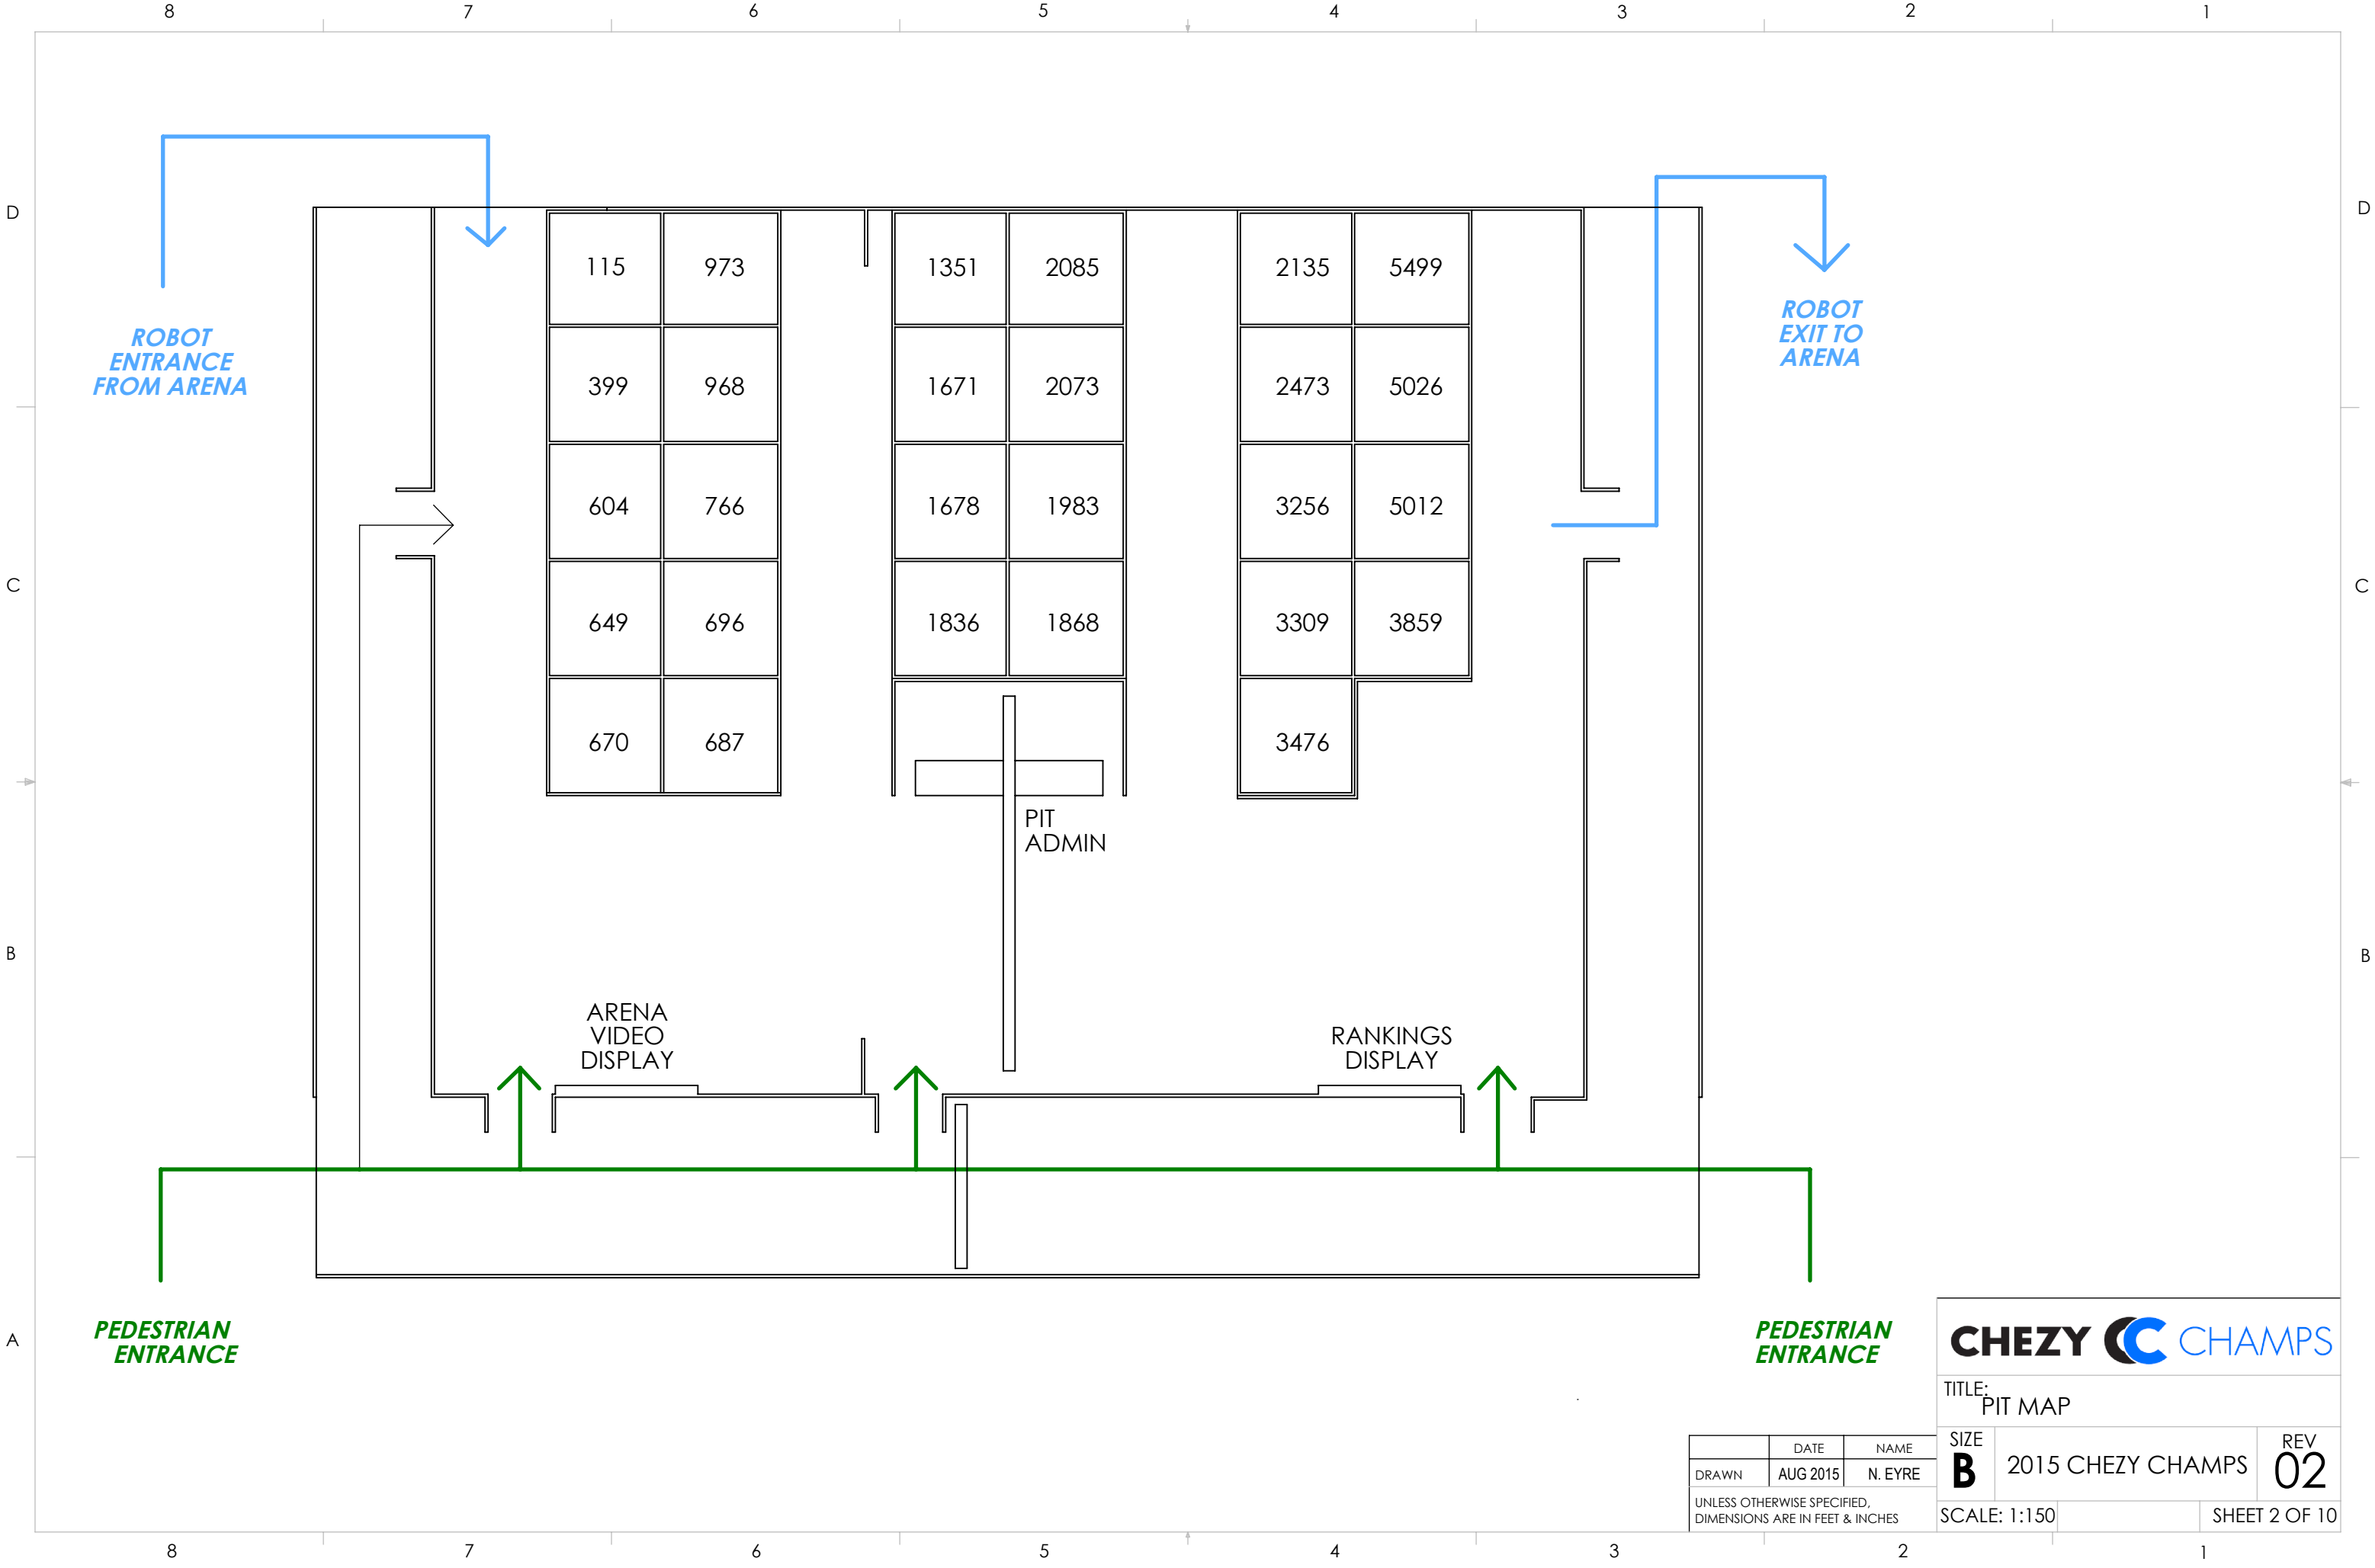 8 7 6 5 4 3 2 1
D D
ROBOT
ENTRANCE
FROM ARENA
ROBOT
EXIT TO
ARENA
115 973 1351 2085 2135 5499
399 968 1671 2073 2473 5026
604 766 1678 1983 3256 5012
C C
649 696 1836 1868 3309 3859
670 687 3476
PIT
ADMIN
B B
ARENA
VIDEO
DISPLAY
RANKINGS
DISPLAY
A
PEDESTRIAN
ENTRANCE
PEDESTRIAN
ENTRANCE
CHEZY CC CHAMPS
TITLE:
PIT MAP
DATE NAME
DRAWN AUG 2015 N. EYRE
UNLESS OTHERWISE SPECIFIED,
DIMENSIONS ARE IN FEET & INCHES
SIZE
B
2015 CHEZY CHAMPS
REV
02
SCALE: 1:150
SHEET 2 OF 10
8 7 6 5 4 3 2 1